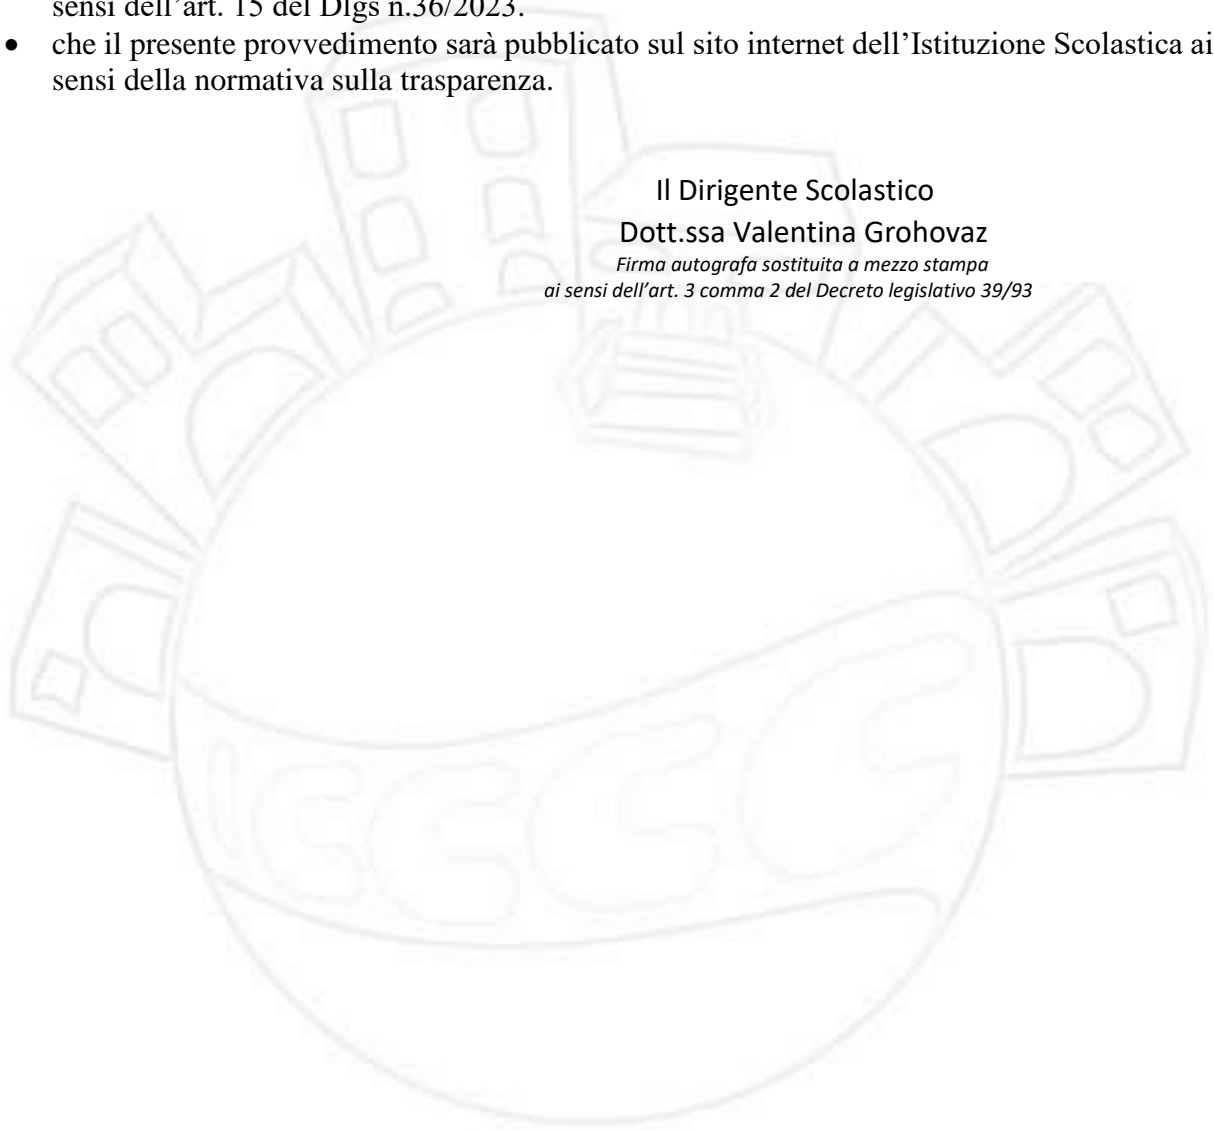 sensi dell’art. 15 del Dlgs n.36/2023.
• che il presente provvedimento sarà pubblicato sul sito internet dell’Istituzione Scolastica ai
sensi della normativa sulla trasparenza.
Il Dirigente Scolastico
Dott.ssa Valentina Grohovaz
Firma autografa sostituita a mezzo stampa
ai sensi dell’art. 3 comma 2 del Decreto legislativo 39/93